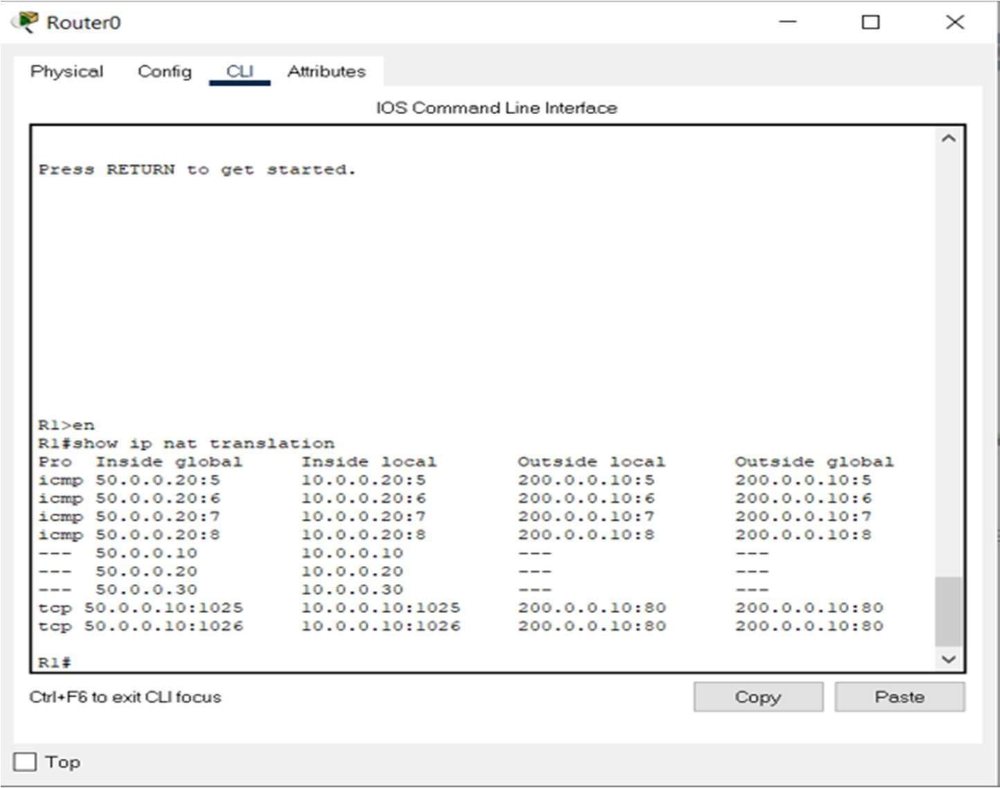 Router0
Physical Config CLI Attributes
IOS Command Line Interface
Press RETURN to get started.
R1>en
R1#show ip nat translation
Pro  Inside global     Inside local       Outside local      Outside global
icmp 50.0.0.20:5       10.0.0.20:5        200.0.0.10:5       200.0.0.10:5
icmp 50.0.0.20:6       10.0.0.20:6        200.0.0.10:6       200.0.0.10:6
icmp 50.0.0.20:7       10.0.0.20:7        200.0.0.10:7       200.0.0.10:7
icmp 50.0.0.20:8       10.0.0.20:8        200.0.0.10:8       200.0.0.10:8
---  50.0.0.10         10.0.0.10          ---                ---
---  50.0.0.20         10.0.0.20          ---                ---
---  50.0.0.30         10.0.0.30          ---                ---
tcp 50.0.0.10:1025     10.0.0.10:1025     200.0.0.10:80      200.0.0.10:80
tcp 50.0.0.10:1026     10.0.0.10:1026     200.0.0.10:80      200.0.0.10:80
R1#
Ctrl+F6 to exit CLI focus Copy Paste
Top